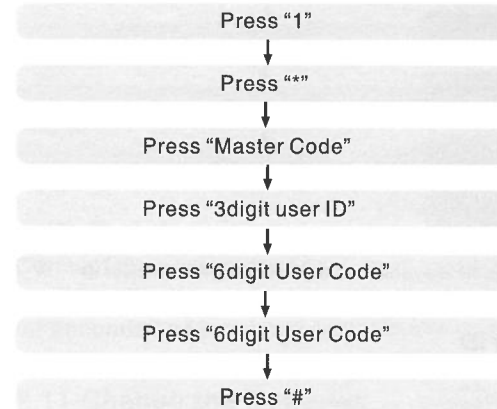 Press “1”
Press “*”
Press “Master Code”
Press “3digit user ID”
Press “6digit User Code”
Press “6digit User Code”
Press “#”